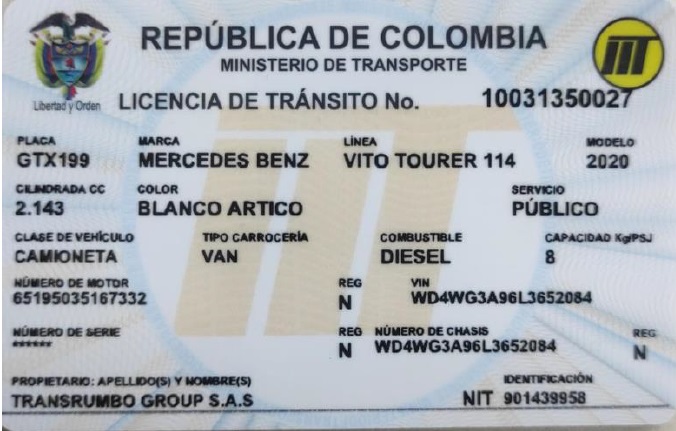 REPÚBLICA DE COLOMBIA
MINISTERIO DE TRANSPORTE
Libertad y Orden
LICENCIA DE TRÁNSITO No. 10031350027
PLACA MARCA LÍNEA MODELO
GTX199 MERCEDES BENZ VITO TOURER 114 2020
CILINDRADA CC COLOR SERVICIO
2.143 BLANCO ARTICO PÚBLICO
CLASE DE VEHÍCULO TIPO CARROCERÍA COMBUSTIBLE CAPACIDAD Kg/PSJ
CAMIONETA VAN DIESEL 8
NÚMERO DE MOTOR REG VIN
65195035167332 N WD4WG3A96L3652084
NÚMERO DE SERIE REG NÚMERO DE CHASIS REG
****** N WD4WG3A96L3652084 N
PROPIETARIO: APELLIDO(S) Y NOMBRE(S) IDENTIFICACIÓN
TRANSRUMBO GROUP S.A.S NIT 901439958